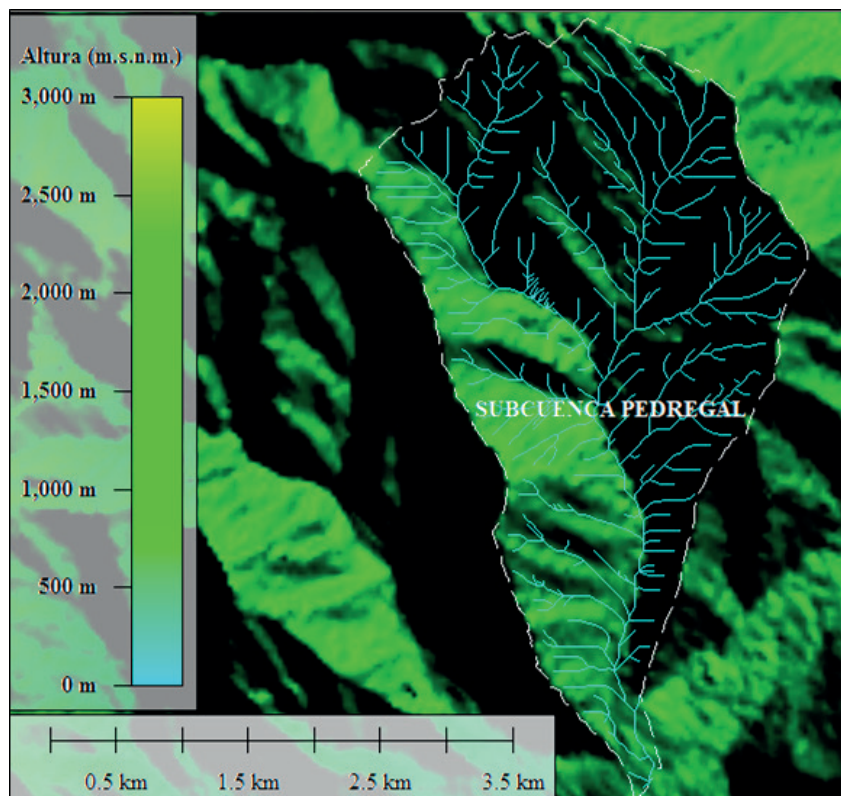 Altura (m.s.n.m.)
3,000 m
2,500 m
2,000 m
1,500 m
1,000 m
500 m
0 m
SUBCUENCA PEDREGAL
0.5 km 1.5 km 2.5 km 3.5 km